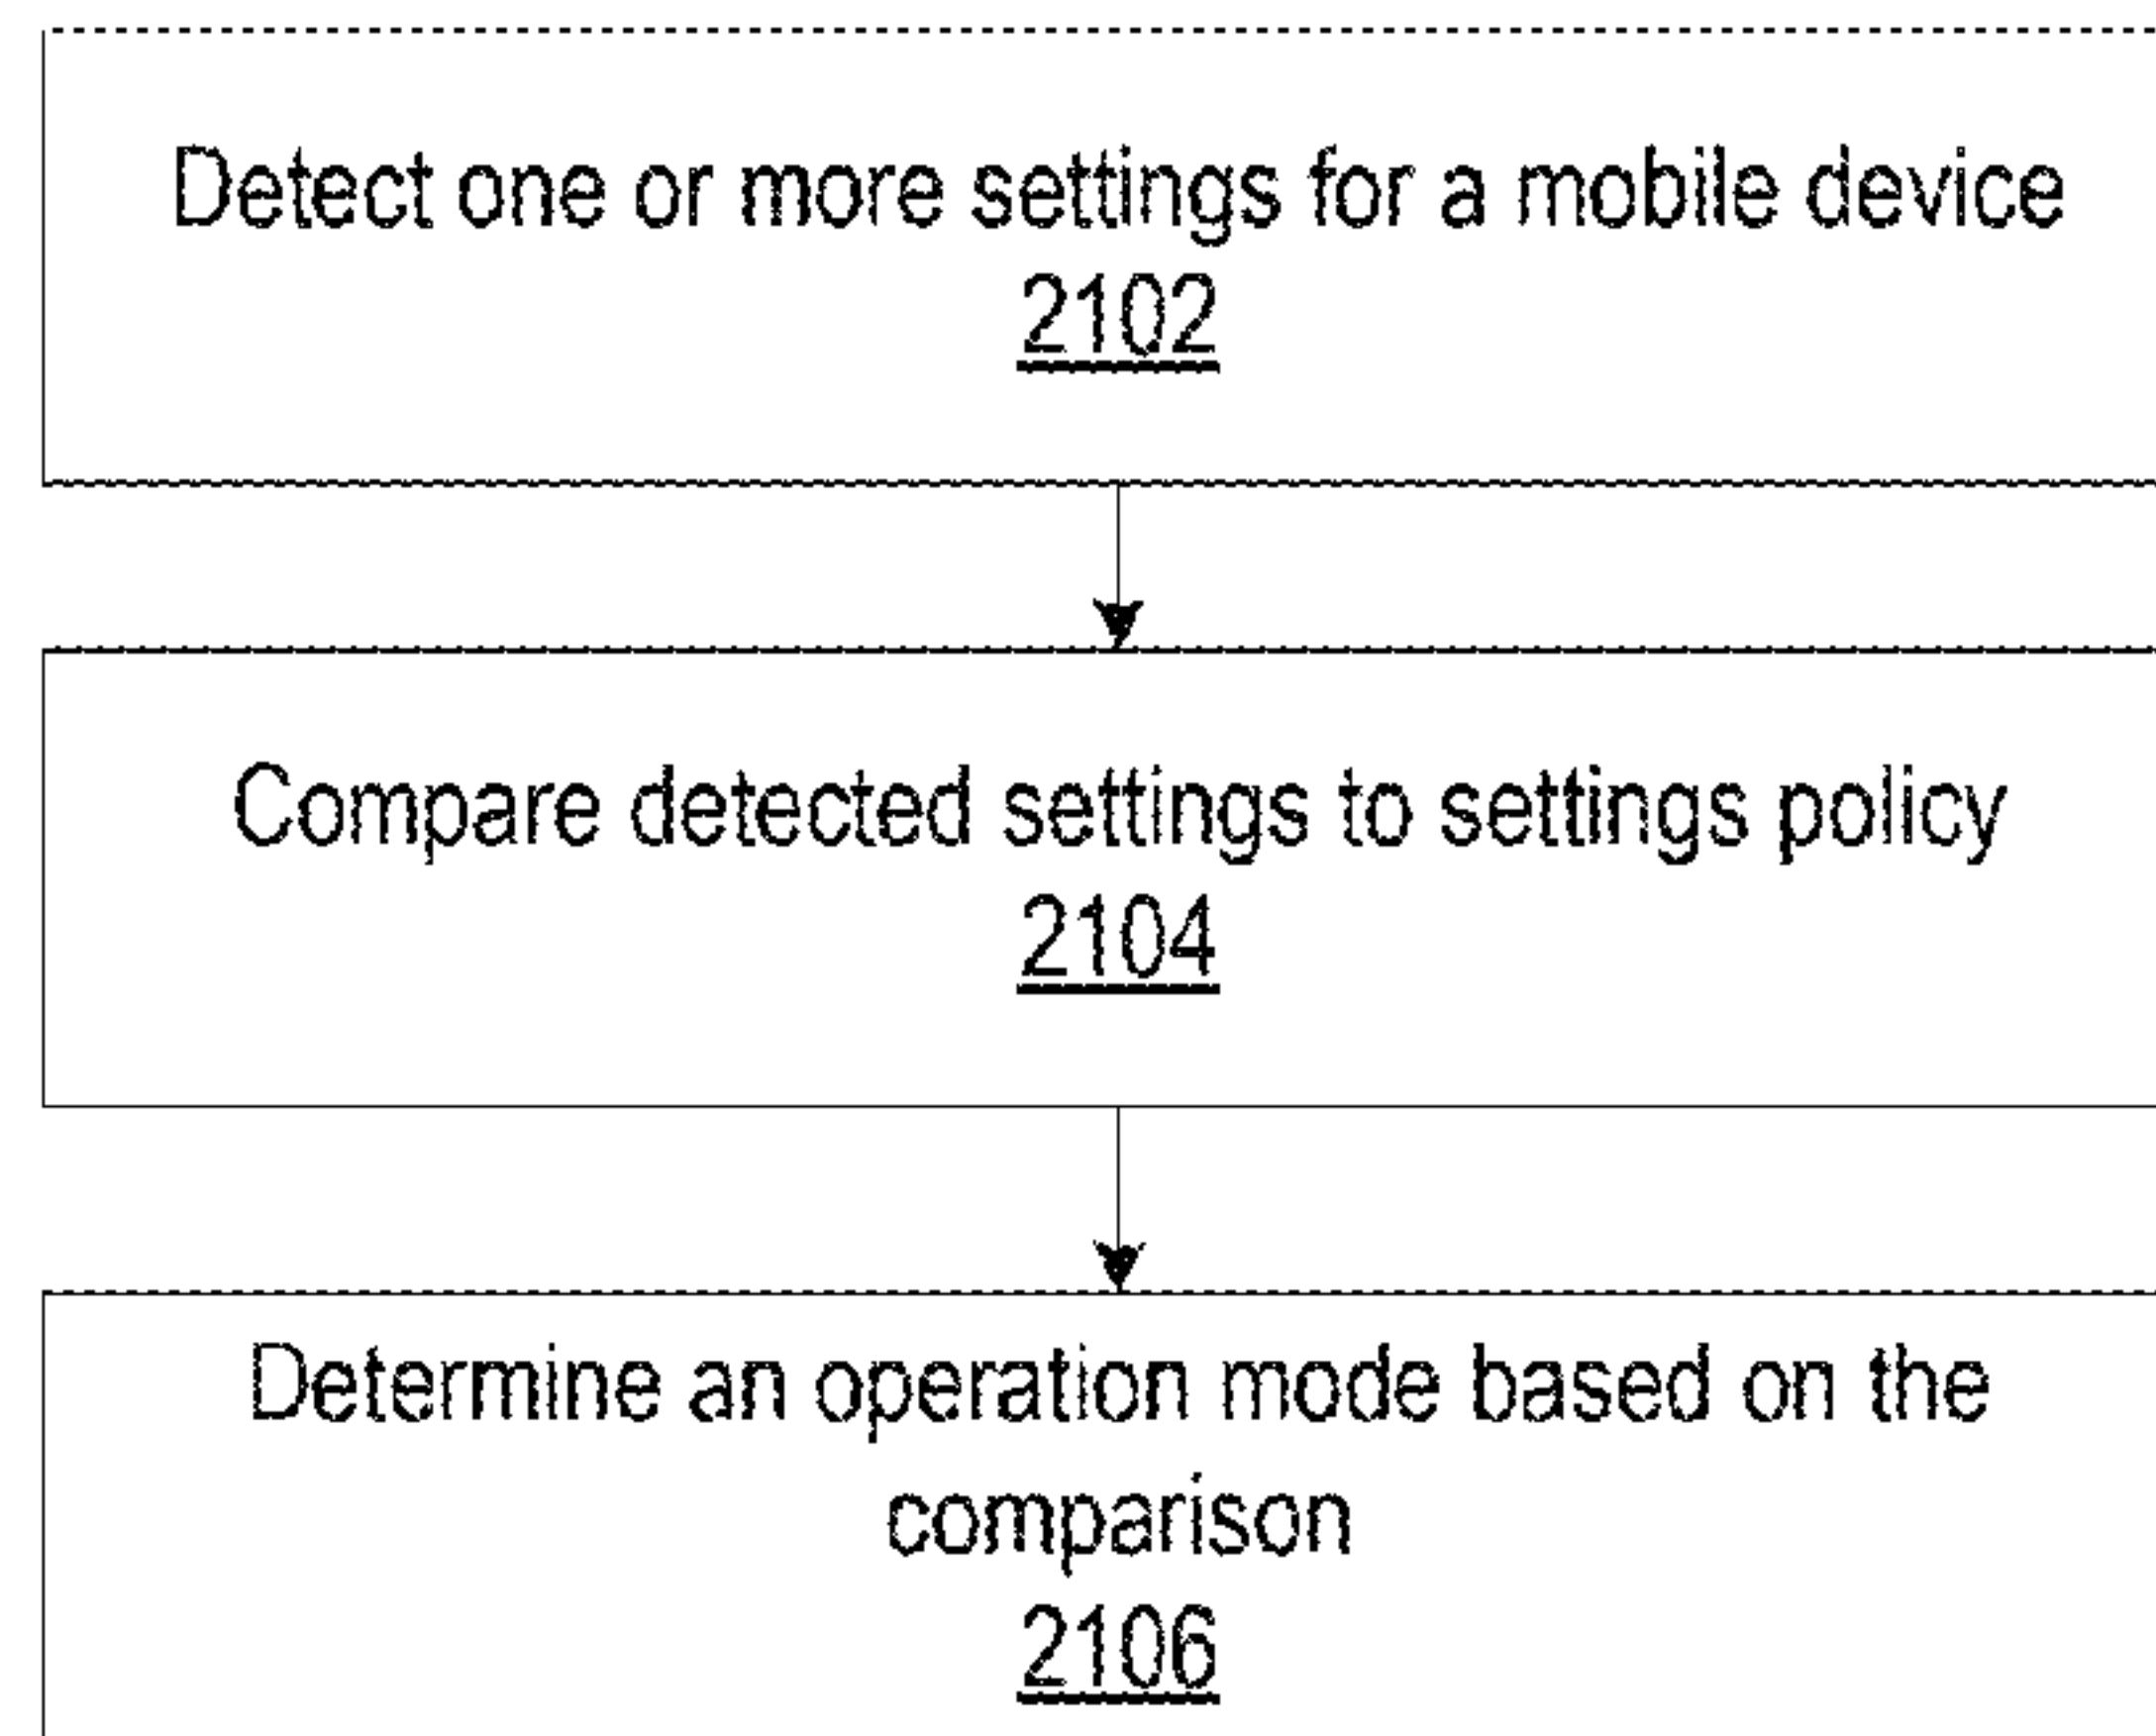 Detect one or more settings for a mobile device
2102
Compare detected settings to settings policy
2104
Determine an operation mode based on the
comparison
2106